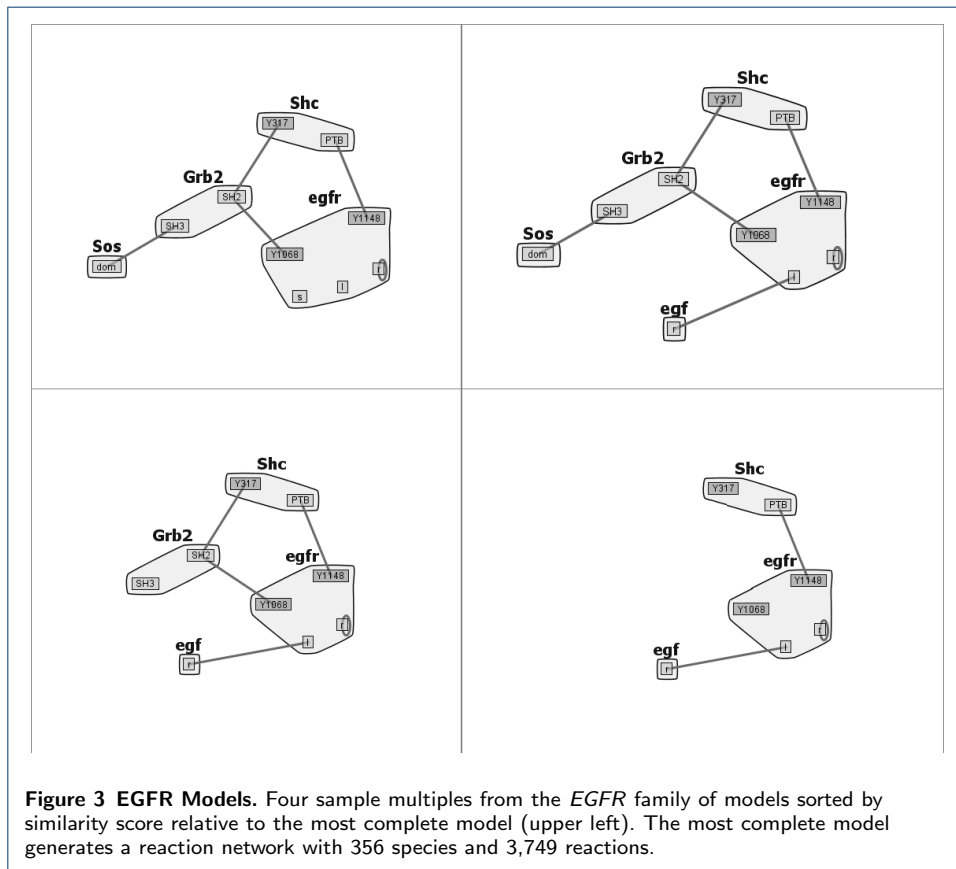 Shc
Y317
PTB
Grb2
SH2
SH3
egfr
Y1148
Y1068
Sos
dom
r
l
s
Shc
Y317
PTB
Grb2
SH2
SH3
egfr
Y1148
Y1068
Sos
dom
r
l
egf
r
Shc
Y317
PTB
Grb2
SH2
SH3
egfr
Y1148
Y1068
r
l
egf
r
Shc
Y317
PTB
egfr
Y1148
Y1068
r
l
egf
r
Figure 3 EGFR Models. Four sample multiples from the EGFR family of models sorted by
similarity score relative to the most complete model (upper left). The most complete model
generates a reaction network with 356 species and 3,749 reactions.